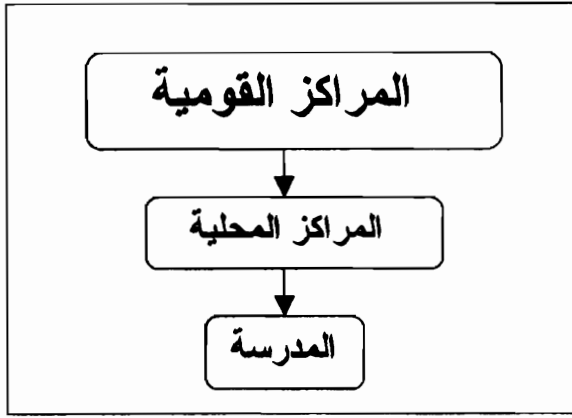 المراكز القومية
المراكز المحلية
المدرسة